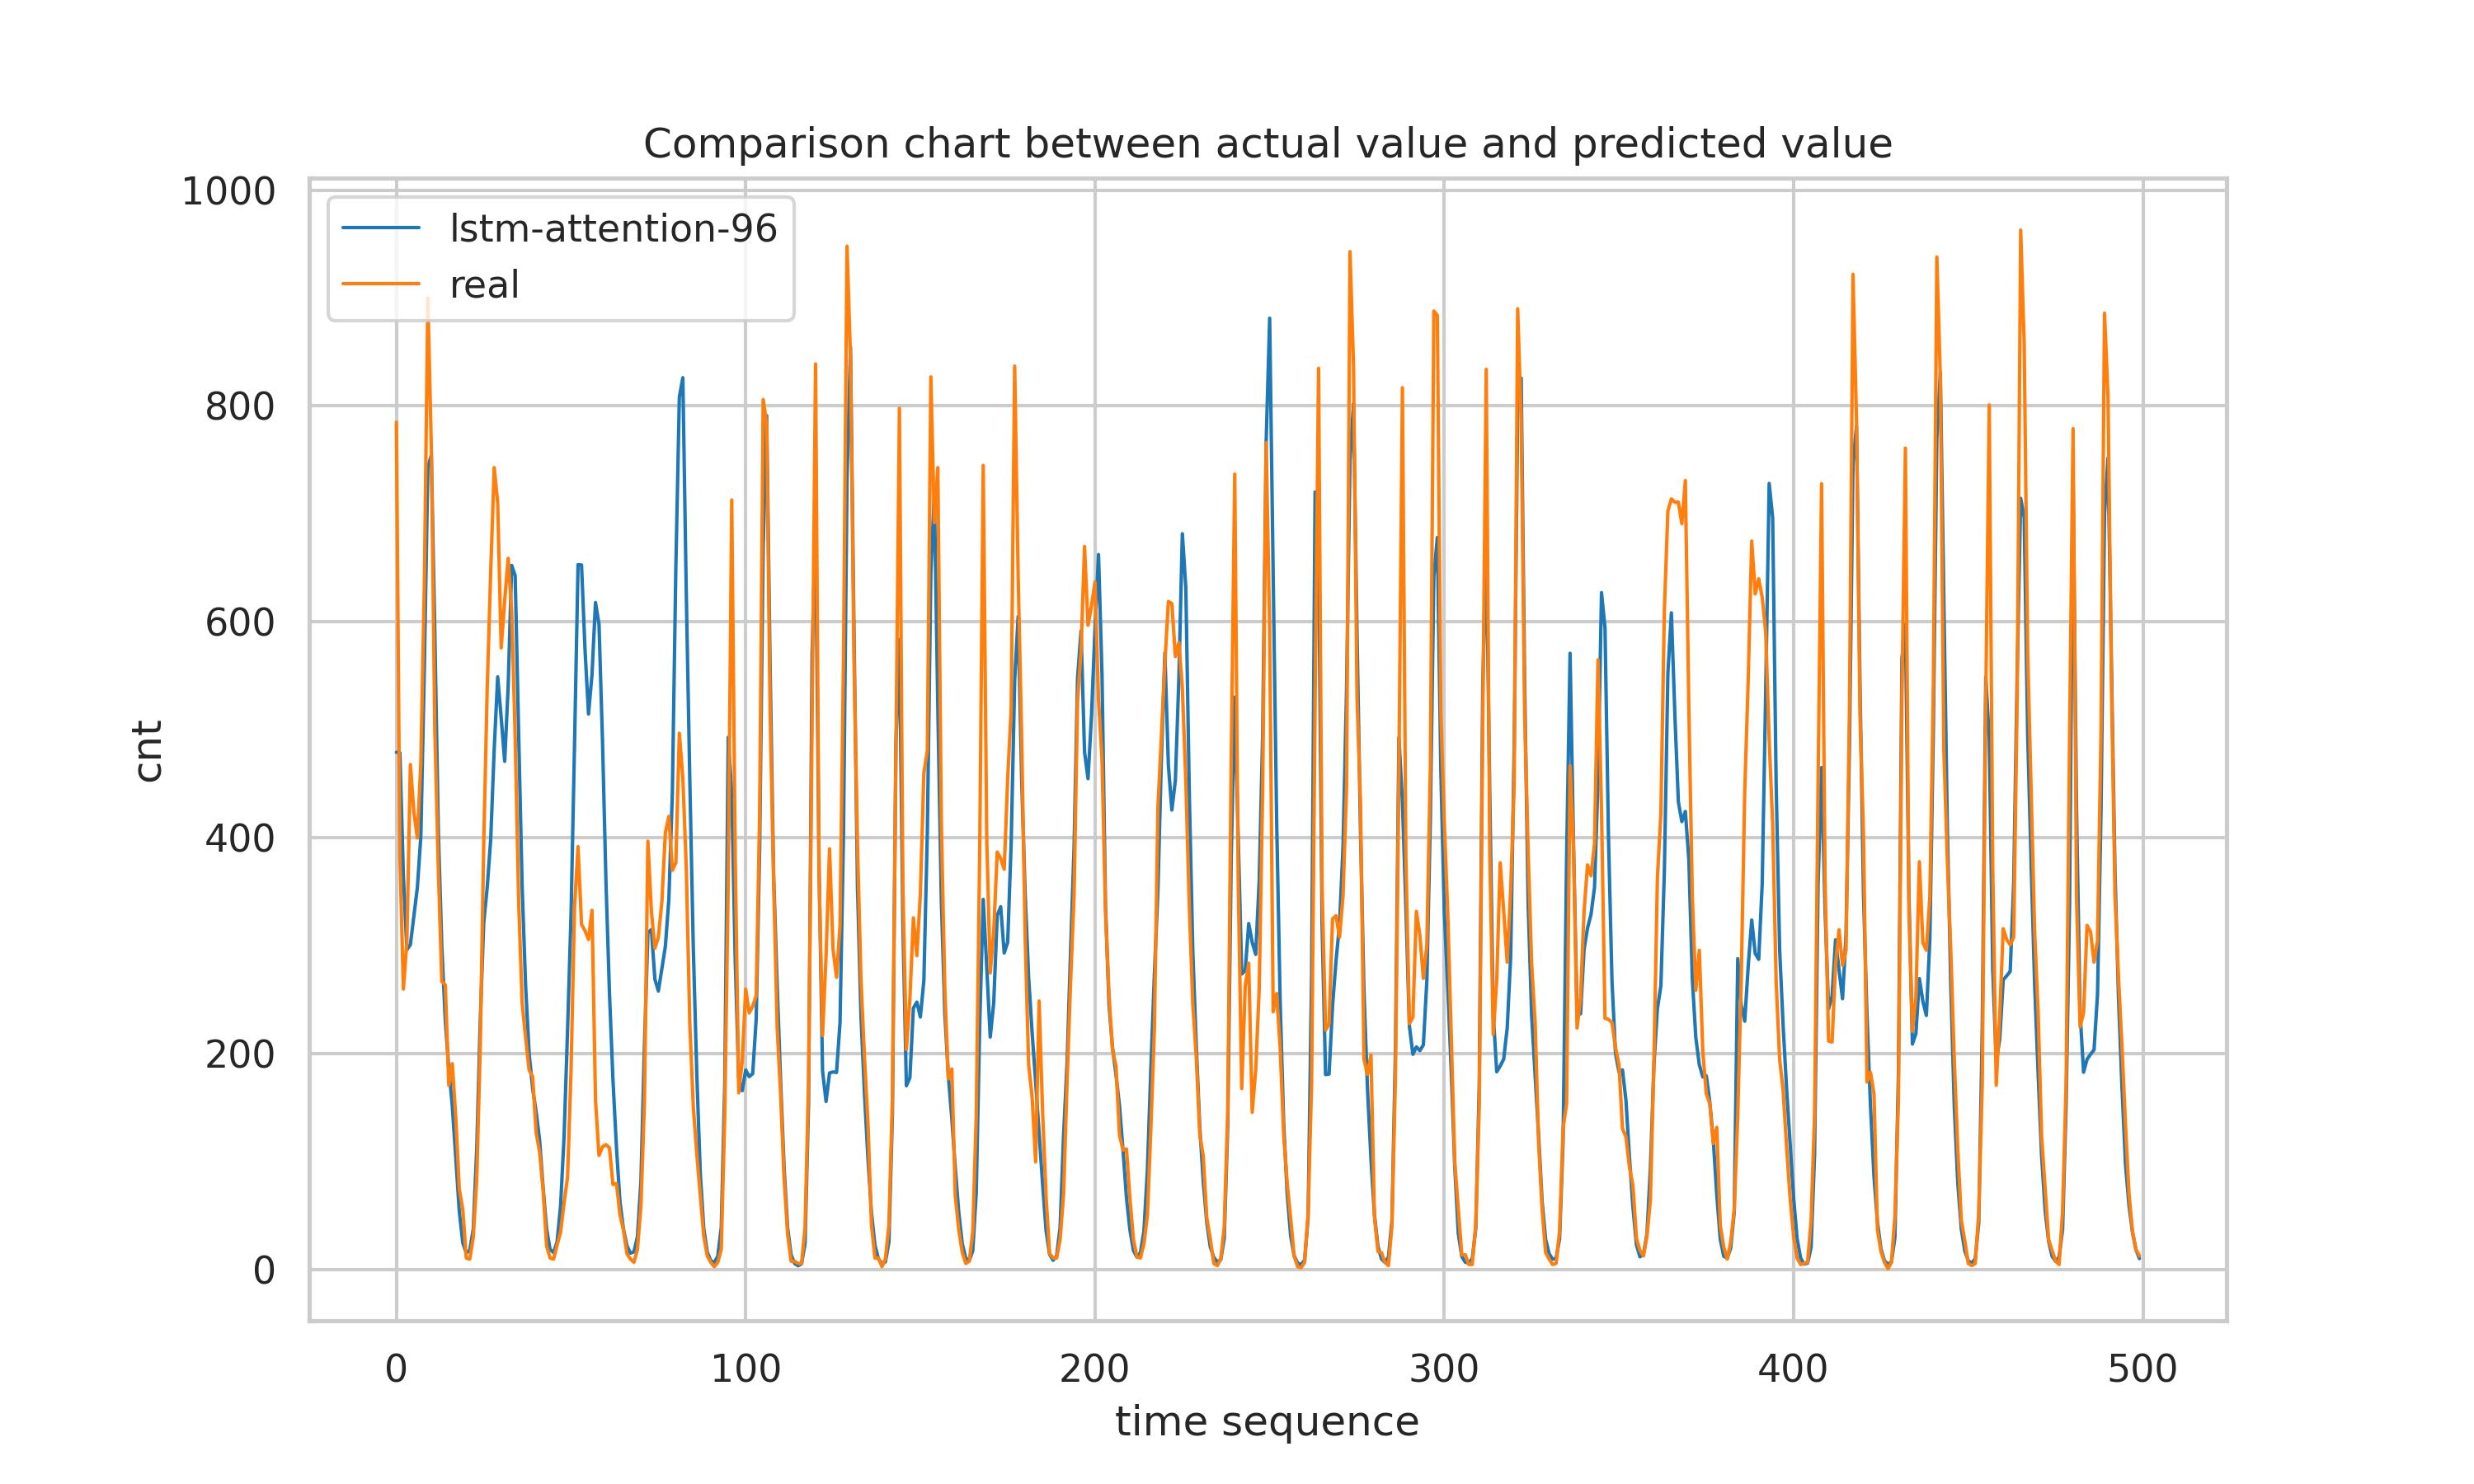 Comparison chart between actual value and predicted value
1000
800
600
400
200
0
cnt
lstm-attention-96
real
0 100 200 300 400 500
time sequence